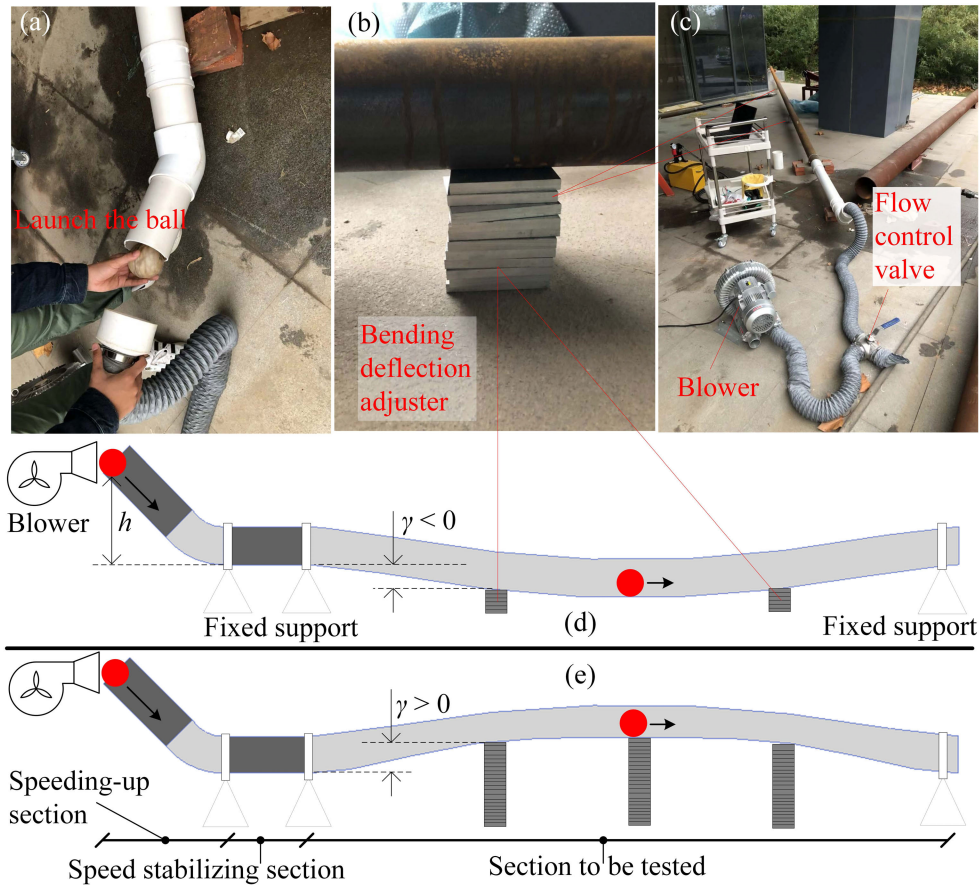 (a)
Launch the ball
(b)
Bending
deflection
adjuster
(c)
Flow
control
valve
Blower
Blower
h
γ < 0
Fixed support
(d)
Fixed support
(e)
γ > 0
Speeding-up
section
Speed stabilizing section
Section to be tested